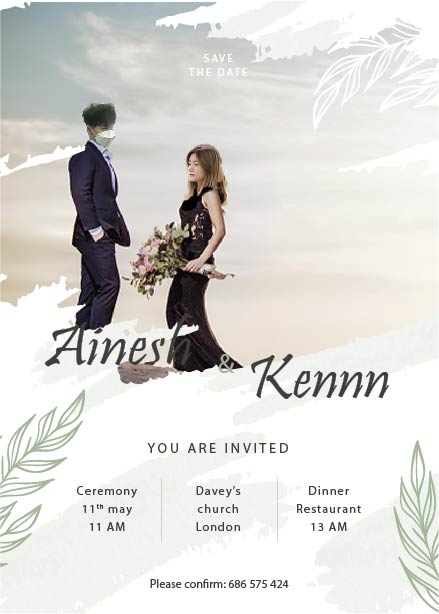 SAVE
THE DATE
Ainesh & Kennn
YOU ARE INVITED
Ceremony
11th may
11 AM
Davey's
church
London
Dinner
Restaurant
13 AM
Please confirm: 686 575 424